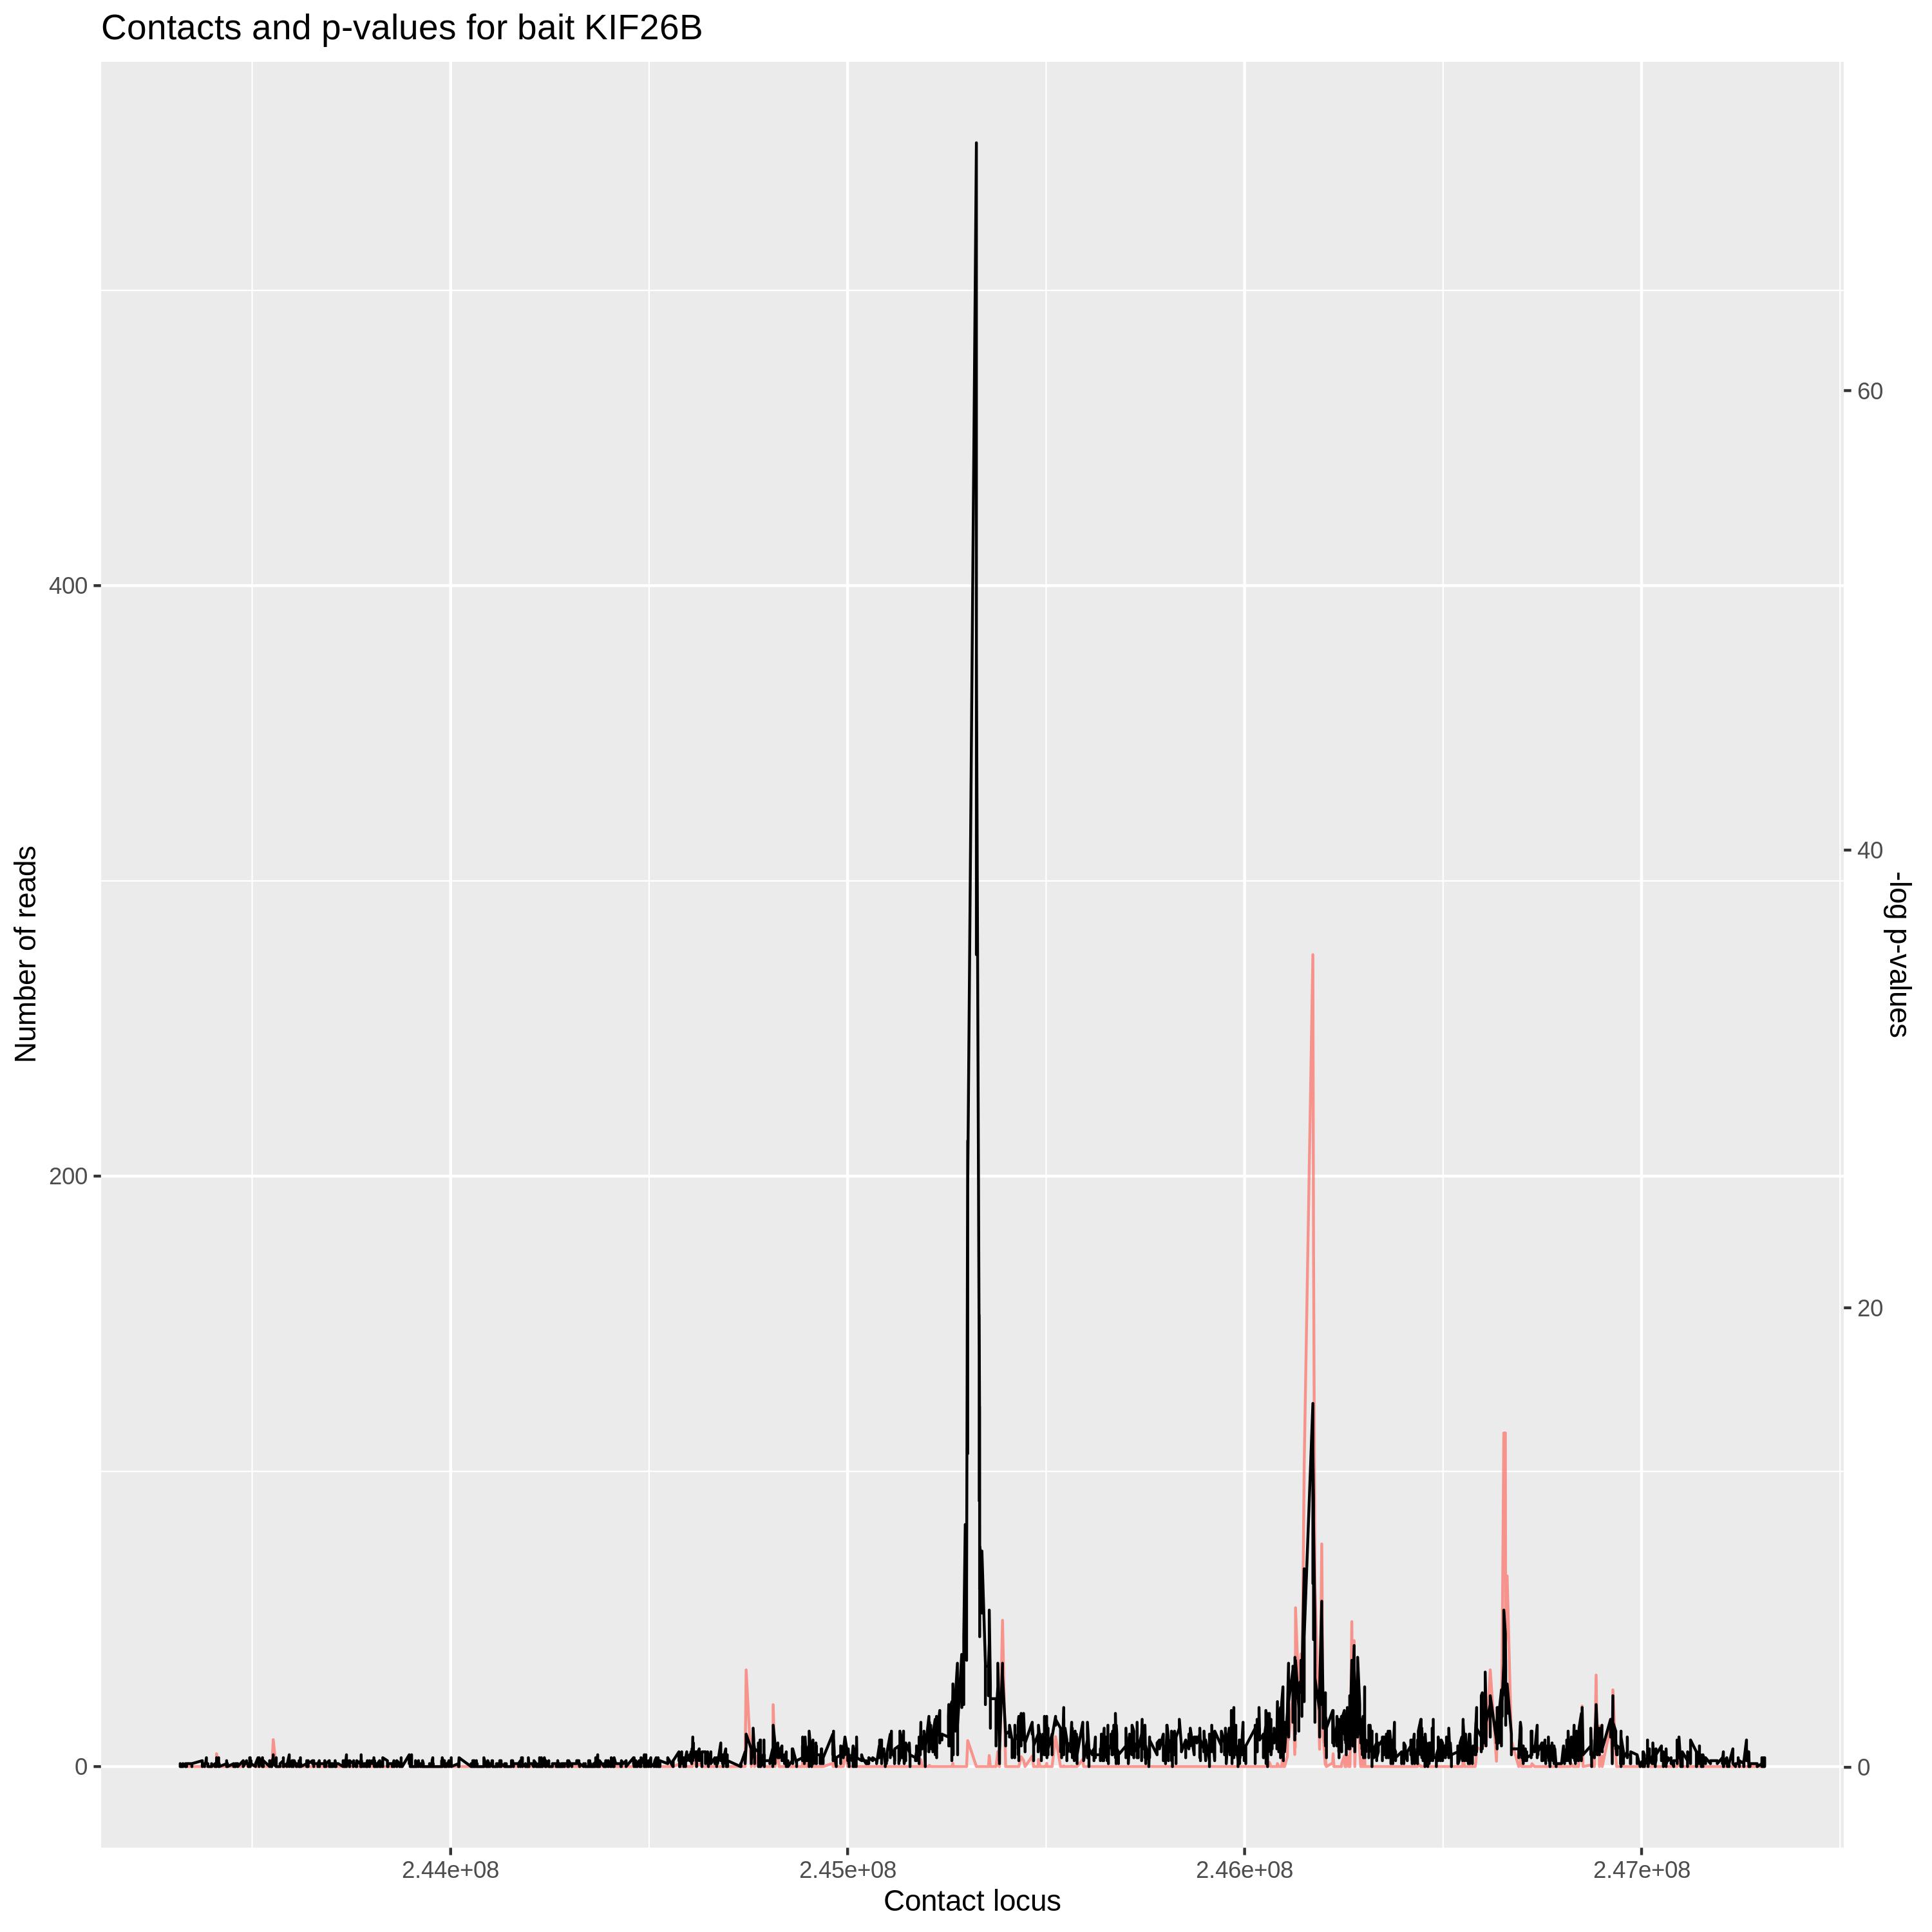 Contacts and p-values for bait KIF26B
Number of reads
400
200
0
60
40
20
0
-log p-values
2.44e+08
2.45e+08
2.46e+08
2.47e+08
Contact locus